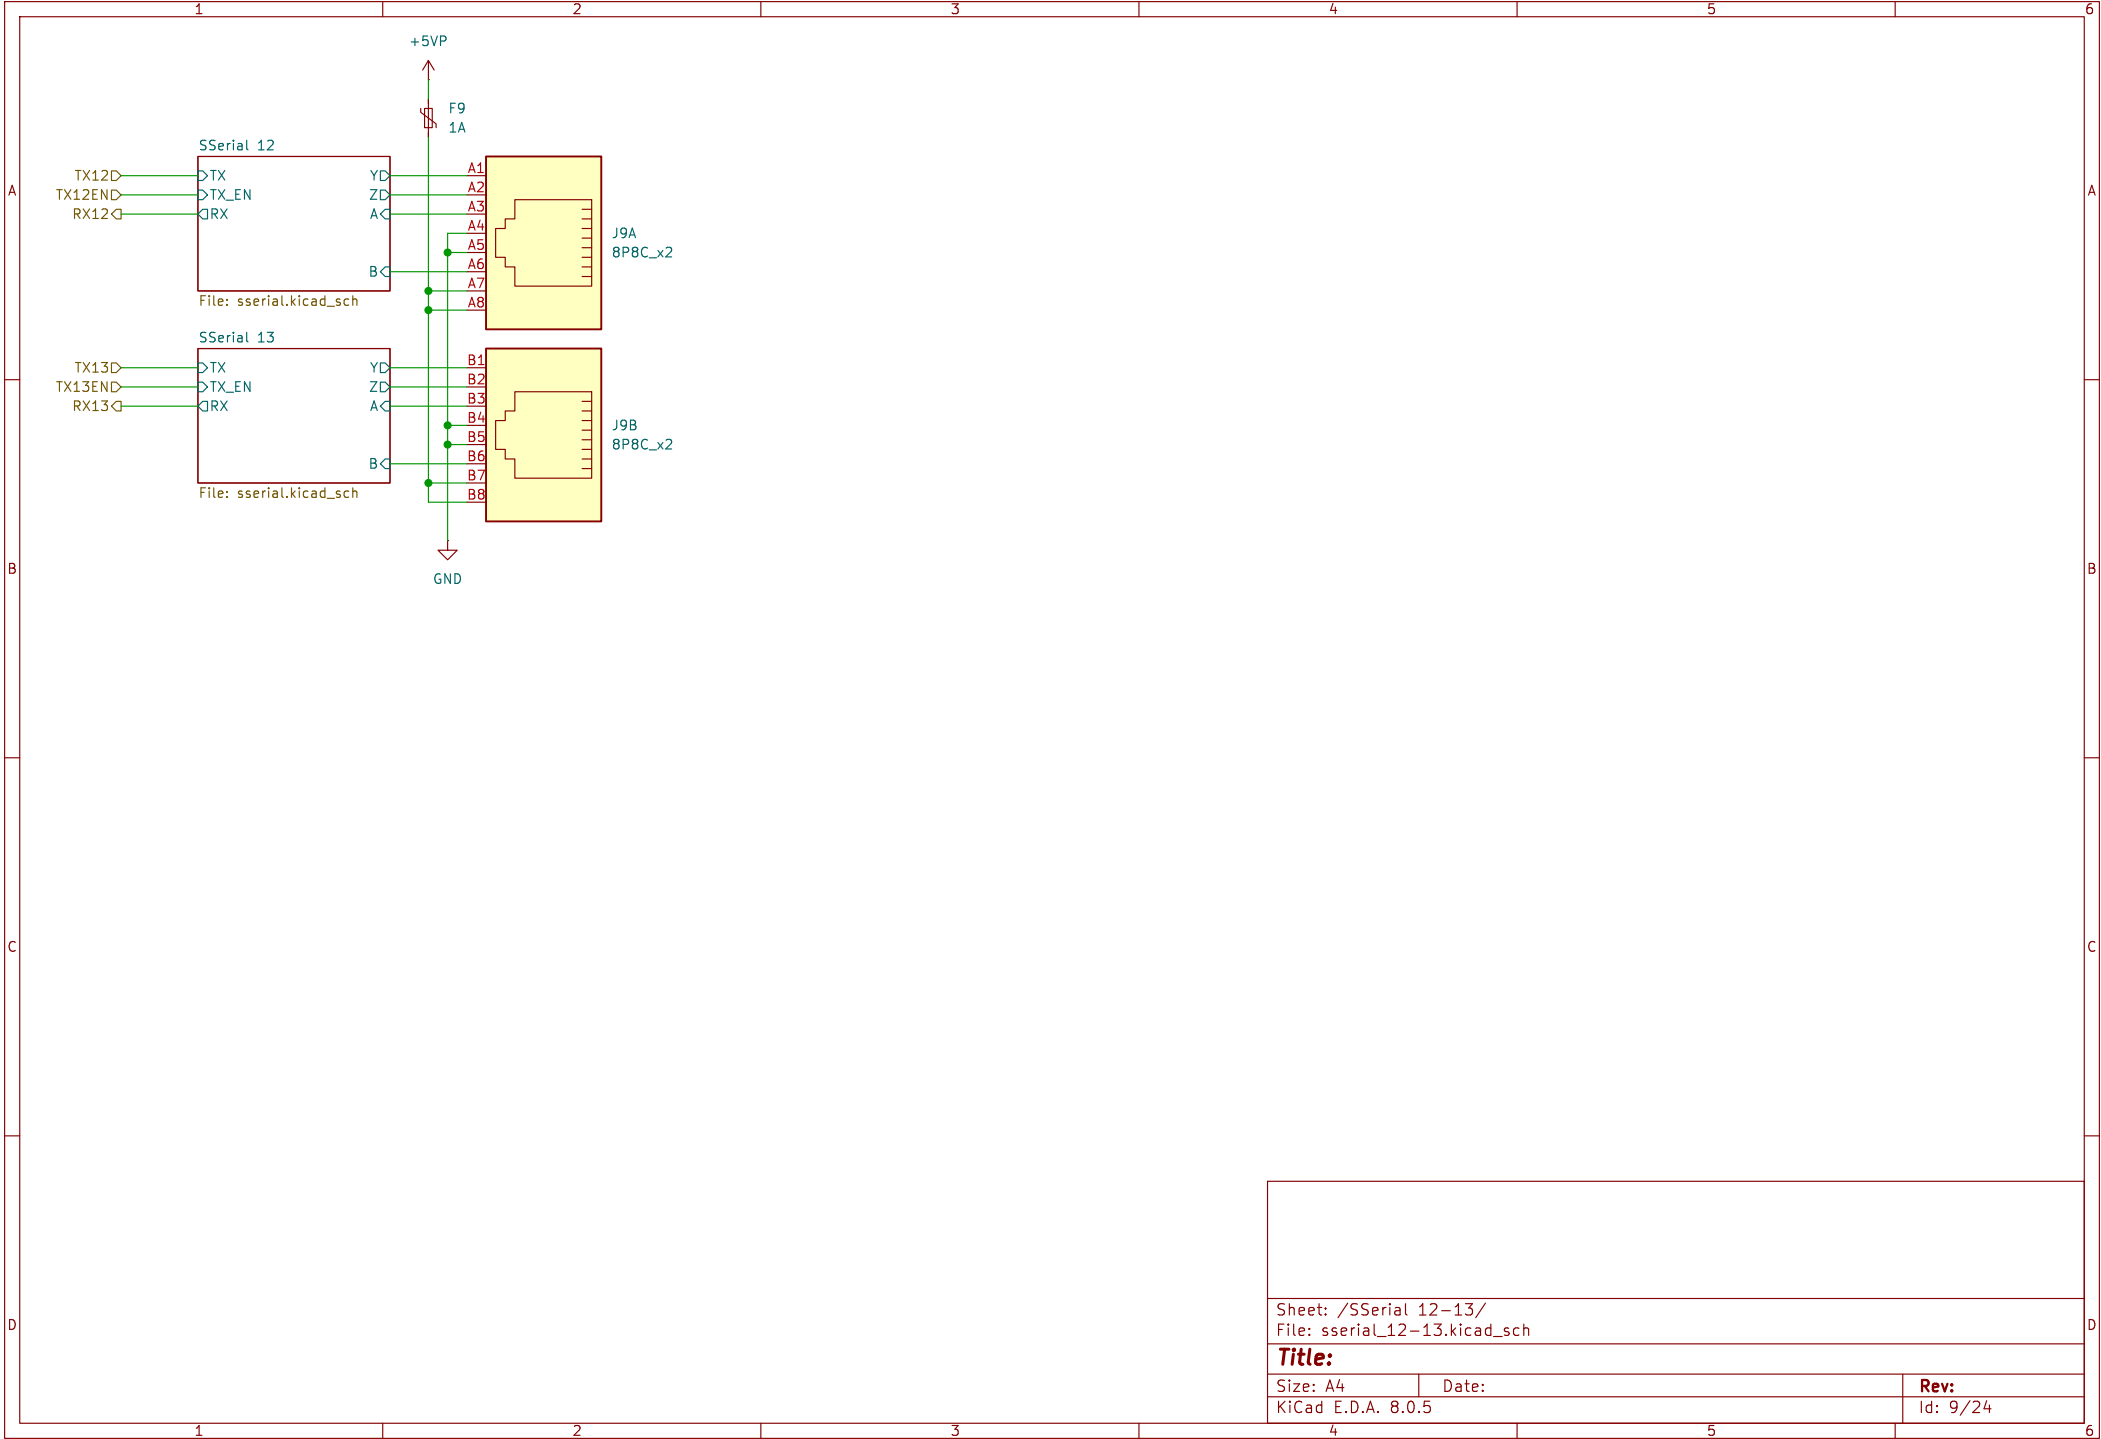 1 2 3 4 5 6
+5VP
F9
1A
SSerial 12
TX12 TX Y A1
TX12EN TX_EN Z A2
RX12 RX A A3
A4
A5
B A6
A7
A8
J9A
8P8C_x2
File: sserial.kicad_sch
SSerial 13
TX13 TX Y B1
TX13EN TX_EN Z B2
RX13 RX A B3
B4
B5
B B6
B7
B8
J9B
8P8C_x2
File: sserial.kicad_sch
GND
A A
B B
C C
D D
Sheet: /SSerial 12-13/
File: sserial_12-13.kicad_sch
Title:
Size: A4 Date: Rev:
KiCad E.D.A. 8.0.5 Id: 9/24
1 2 3 4 5 6